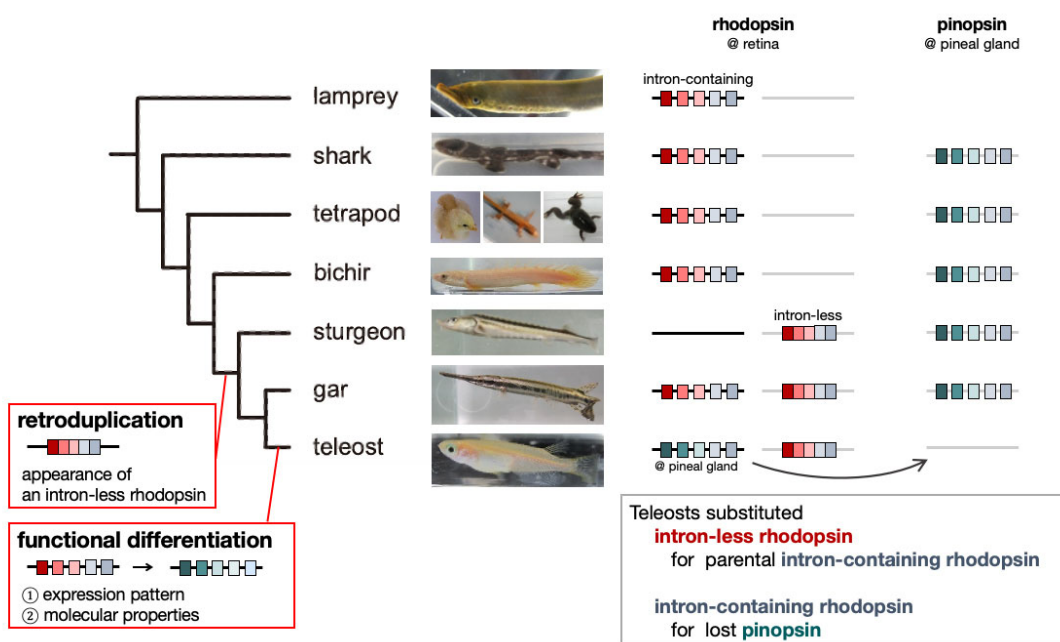 rhodopsin
@ retina
pinopsin
@ pineal gland
intron-containing
lamprey
shark
tetrapod
bichir
sturgeon
intron-less
gar
teleost
@ pineal gland
retroduplication
appearance of
an intron-less rhodopsin
functional differentiation
① expression pattern
② molecular properties
Teleosts substituted
intron-less rhodopsin
for parental intron-containing rhodopsin
intron-containing rhodopsin
for lost pinopsin